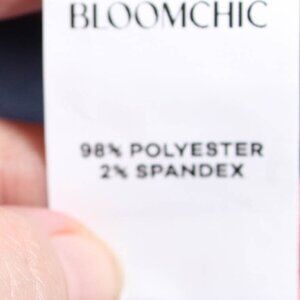 BLOOMCHIC
98% POLYESTER
2% SPANDEX